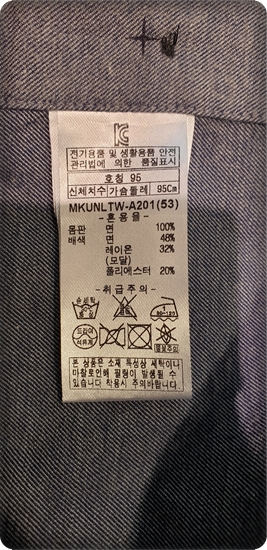 전기용품 및 생활용품 안전
관리법에 의한 품질표시
호칭 95
신체치수 가슴둘레 95Cm
MKUNLTW-A201(53)
- 혼용율 -
몸판 면 100%
배색 면 48%
레이온 32%
(모달)
폴리에스터 20%
- 취급주의 -
손세탁
드라이
석유계
본 상품은 소재 특성상 세탁이나
마찰로인해 필링이 발생될 수
있습니다 착용시 주의바랍니다